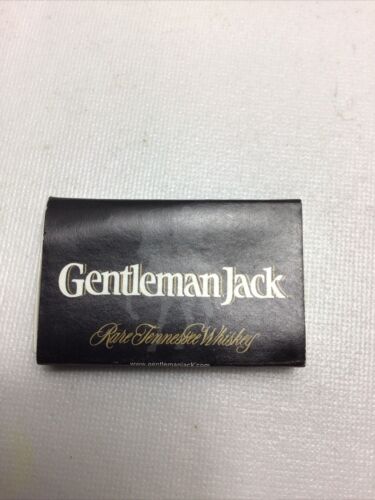 Gentleman Jack
Rare Tennessee Whiskey
www.gentlemanjack.com